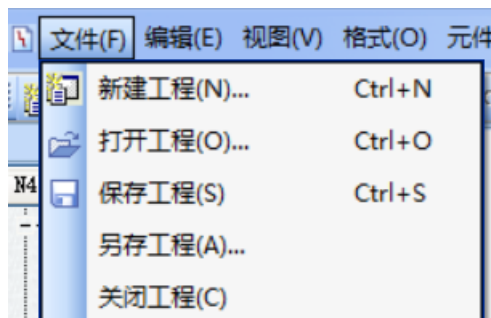 文件(F) 编辑(E) 视图(V) 格式(O) 元件
新建工程(N)... Ctrl+N
打开工程(O)... Ctrl+O
N4
保存工程(S) Ctrl+S
另存工程(A)...
关闭工程(C)